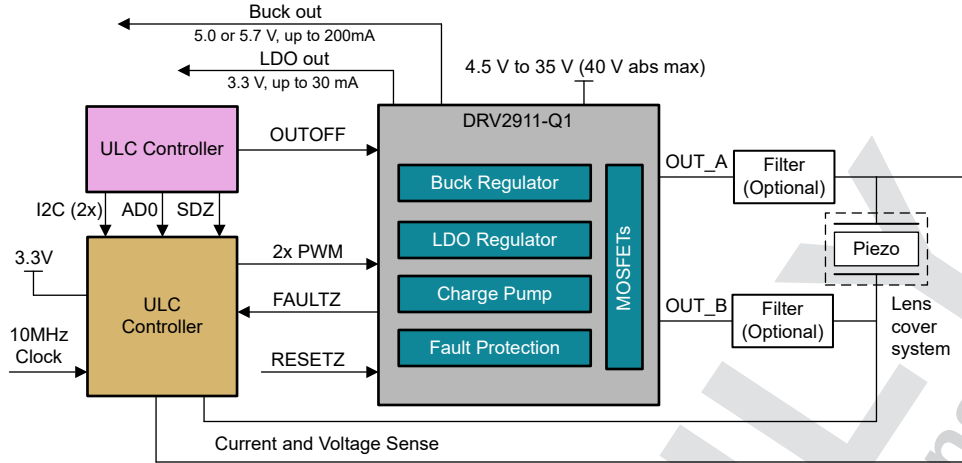 Buck out
5.0 or 5.7 V, up to 200mA
LDO out
3.3 V, up to 30 mA
4.5 V to 35 V (40 V abs max)
DRV2911-Q1
ULC Controller
OUTOFF
I2C (2x)
AD0
SDZ
Buck Regulator
LDO Regulator
Charge Pump
Fault Protection
MOSFETs
OUT_A
Filter
(Optional)
Piezo
OUT_B
Filter
(Optional)
Lens
cover
system
3.3V
ULC
Controller
2x PWM
FAULTZ
10MHz
Clock
RESETZ
Current and Voltage Sense